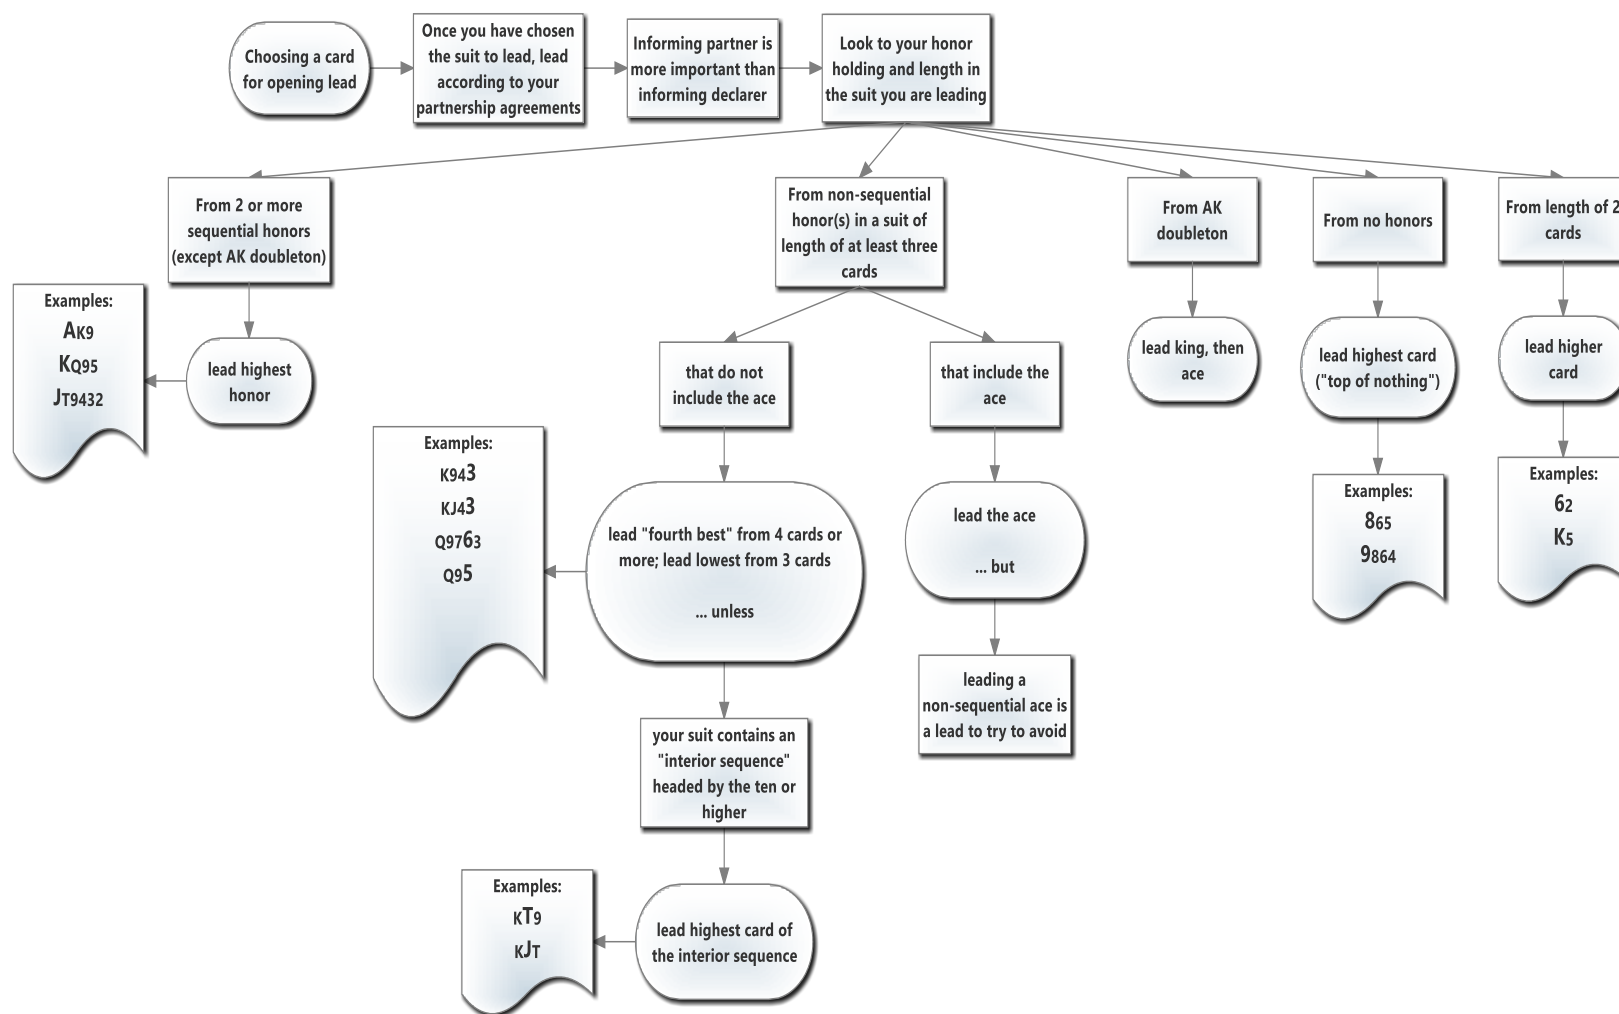 Choosing a card
for opening lead
Once you have chosen
the suit to lead, lead
according to your
partnership agreements
Informing partner is
more important than
informing declarer
Look to your honor
holding and length in
the suit you are leading
From 2 or more
sequential honors
(except AK doubleton)
lead highest
honor
Examples:
AK9
KQ95
JT9432
From non-sequential
honor(s) in a suit of
length of at least three
cards
that do not
include the ace
lead "fourth best" from 4 cards or
more; lead lowest from 3 cards
... unless
Examples:
K943
KJ43
Q9763
Q95
your suit contains an
"interior sequence"
headed by the ten or
higher
lead highest card of
the interior sequence
Examples:
KT9
KJT
that include the
ace
lead the ace
... but
leading a
non-sequential ace is
a lead to try to avoid
From AK
doubleton
lead king, then
ace
From no honors
lead highest card
("top of nothing")
Examples:
865
9864
From length of 2
cards
lead higher
card
Examples:
62
K5